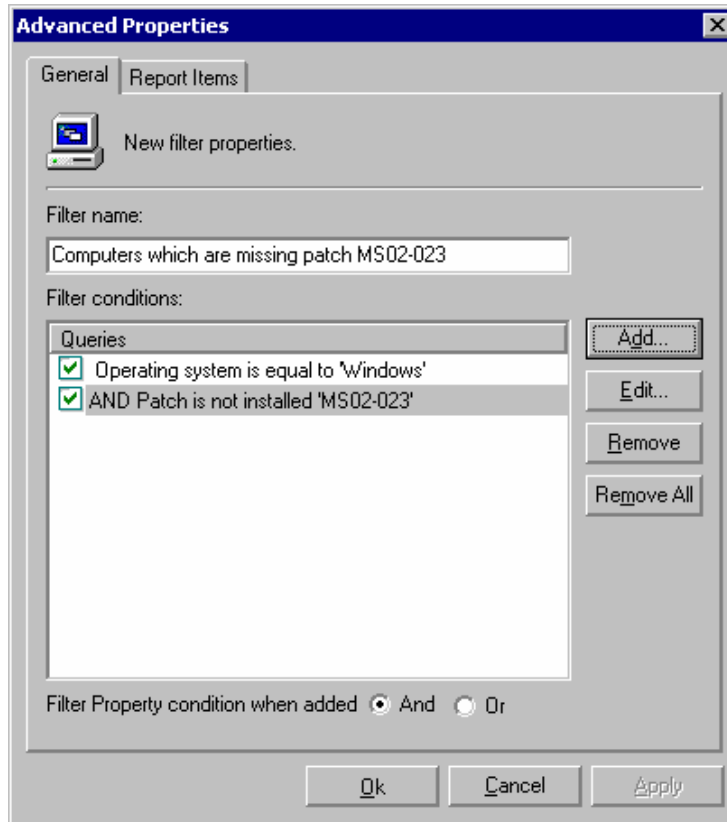 Advanced Properties
General Report Items
New filter properties.
Filter name:
Computers which are missing patch MS02-023
Filter conditions:
Queries
Operating system is equal to 'Windows'
AND Patch is not installed 'MS02-023'
Add...
Edit...
Remove
Remove All
Filter Property condition when added And Or
Ok Cancel Apply